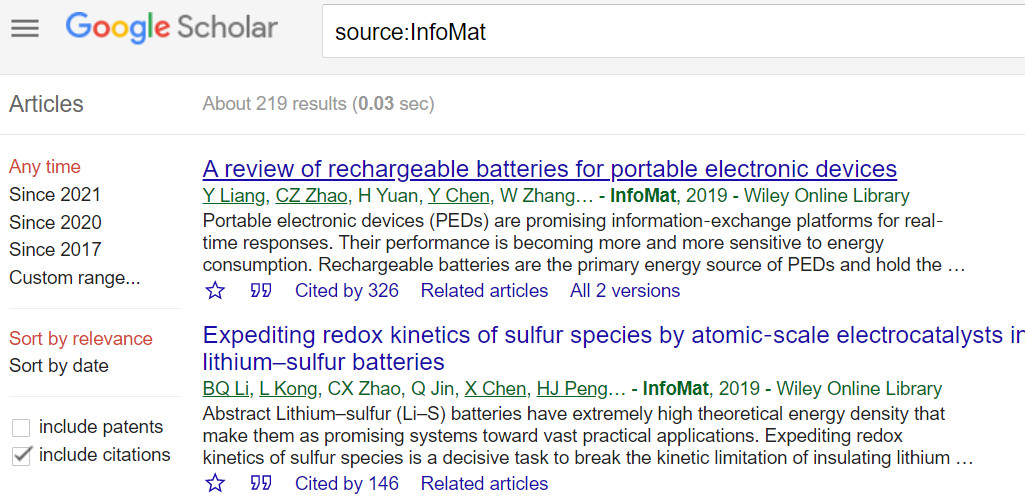 Google Scholar
source:InfoMat
Articles
About 219 results (0.03 sec)
Any time
Since 2021
Since 2020
Since 2017
Custom range...
Sort by relevance
Sort by date
include patents
include citations
A review of rechargeable batteries for portable electronic devices
Y Liang, CZ Zhao, H Yuan, Y Chen, W Zhang… - InfoMat, 2019 - Wiley Online Library
Portable electronic devices (PEDs) are promising information‐exchange platforms for real‐
time responses. Their performance is becoming more and more sensitive to energy
consumption. Rechargeable batteries are the primary energy source of PEDs and hold the …
Cited by 326 Related articles All 2 versions
Expediting redox kinetics of sulfur species by atomic‐scale electrocatalysts in
lithium–sulfur batteries
BQ Li, L Kong, CX Zhao, Q Jin, X Chen, HJ Peng… - InfoMat, 2019 - Wiley Online Library
Abstract Lithium–sulfur (Li–S) batteries have extremely high theoretical energy density that
make them as promising systems toward vast practical applications. Expediting redox
kinetics of sulfur species is a decisive task to break the kinetic limitation of insulating lithium …
Cited by 146 Related articles